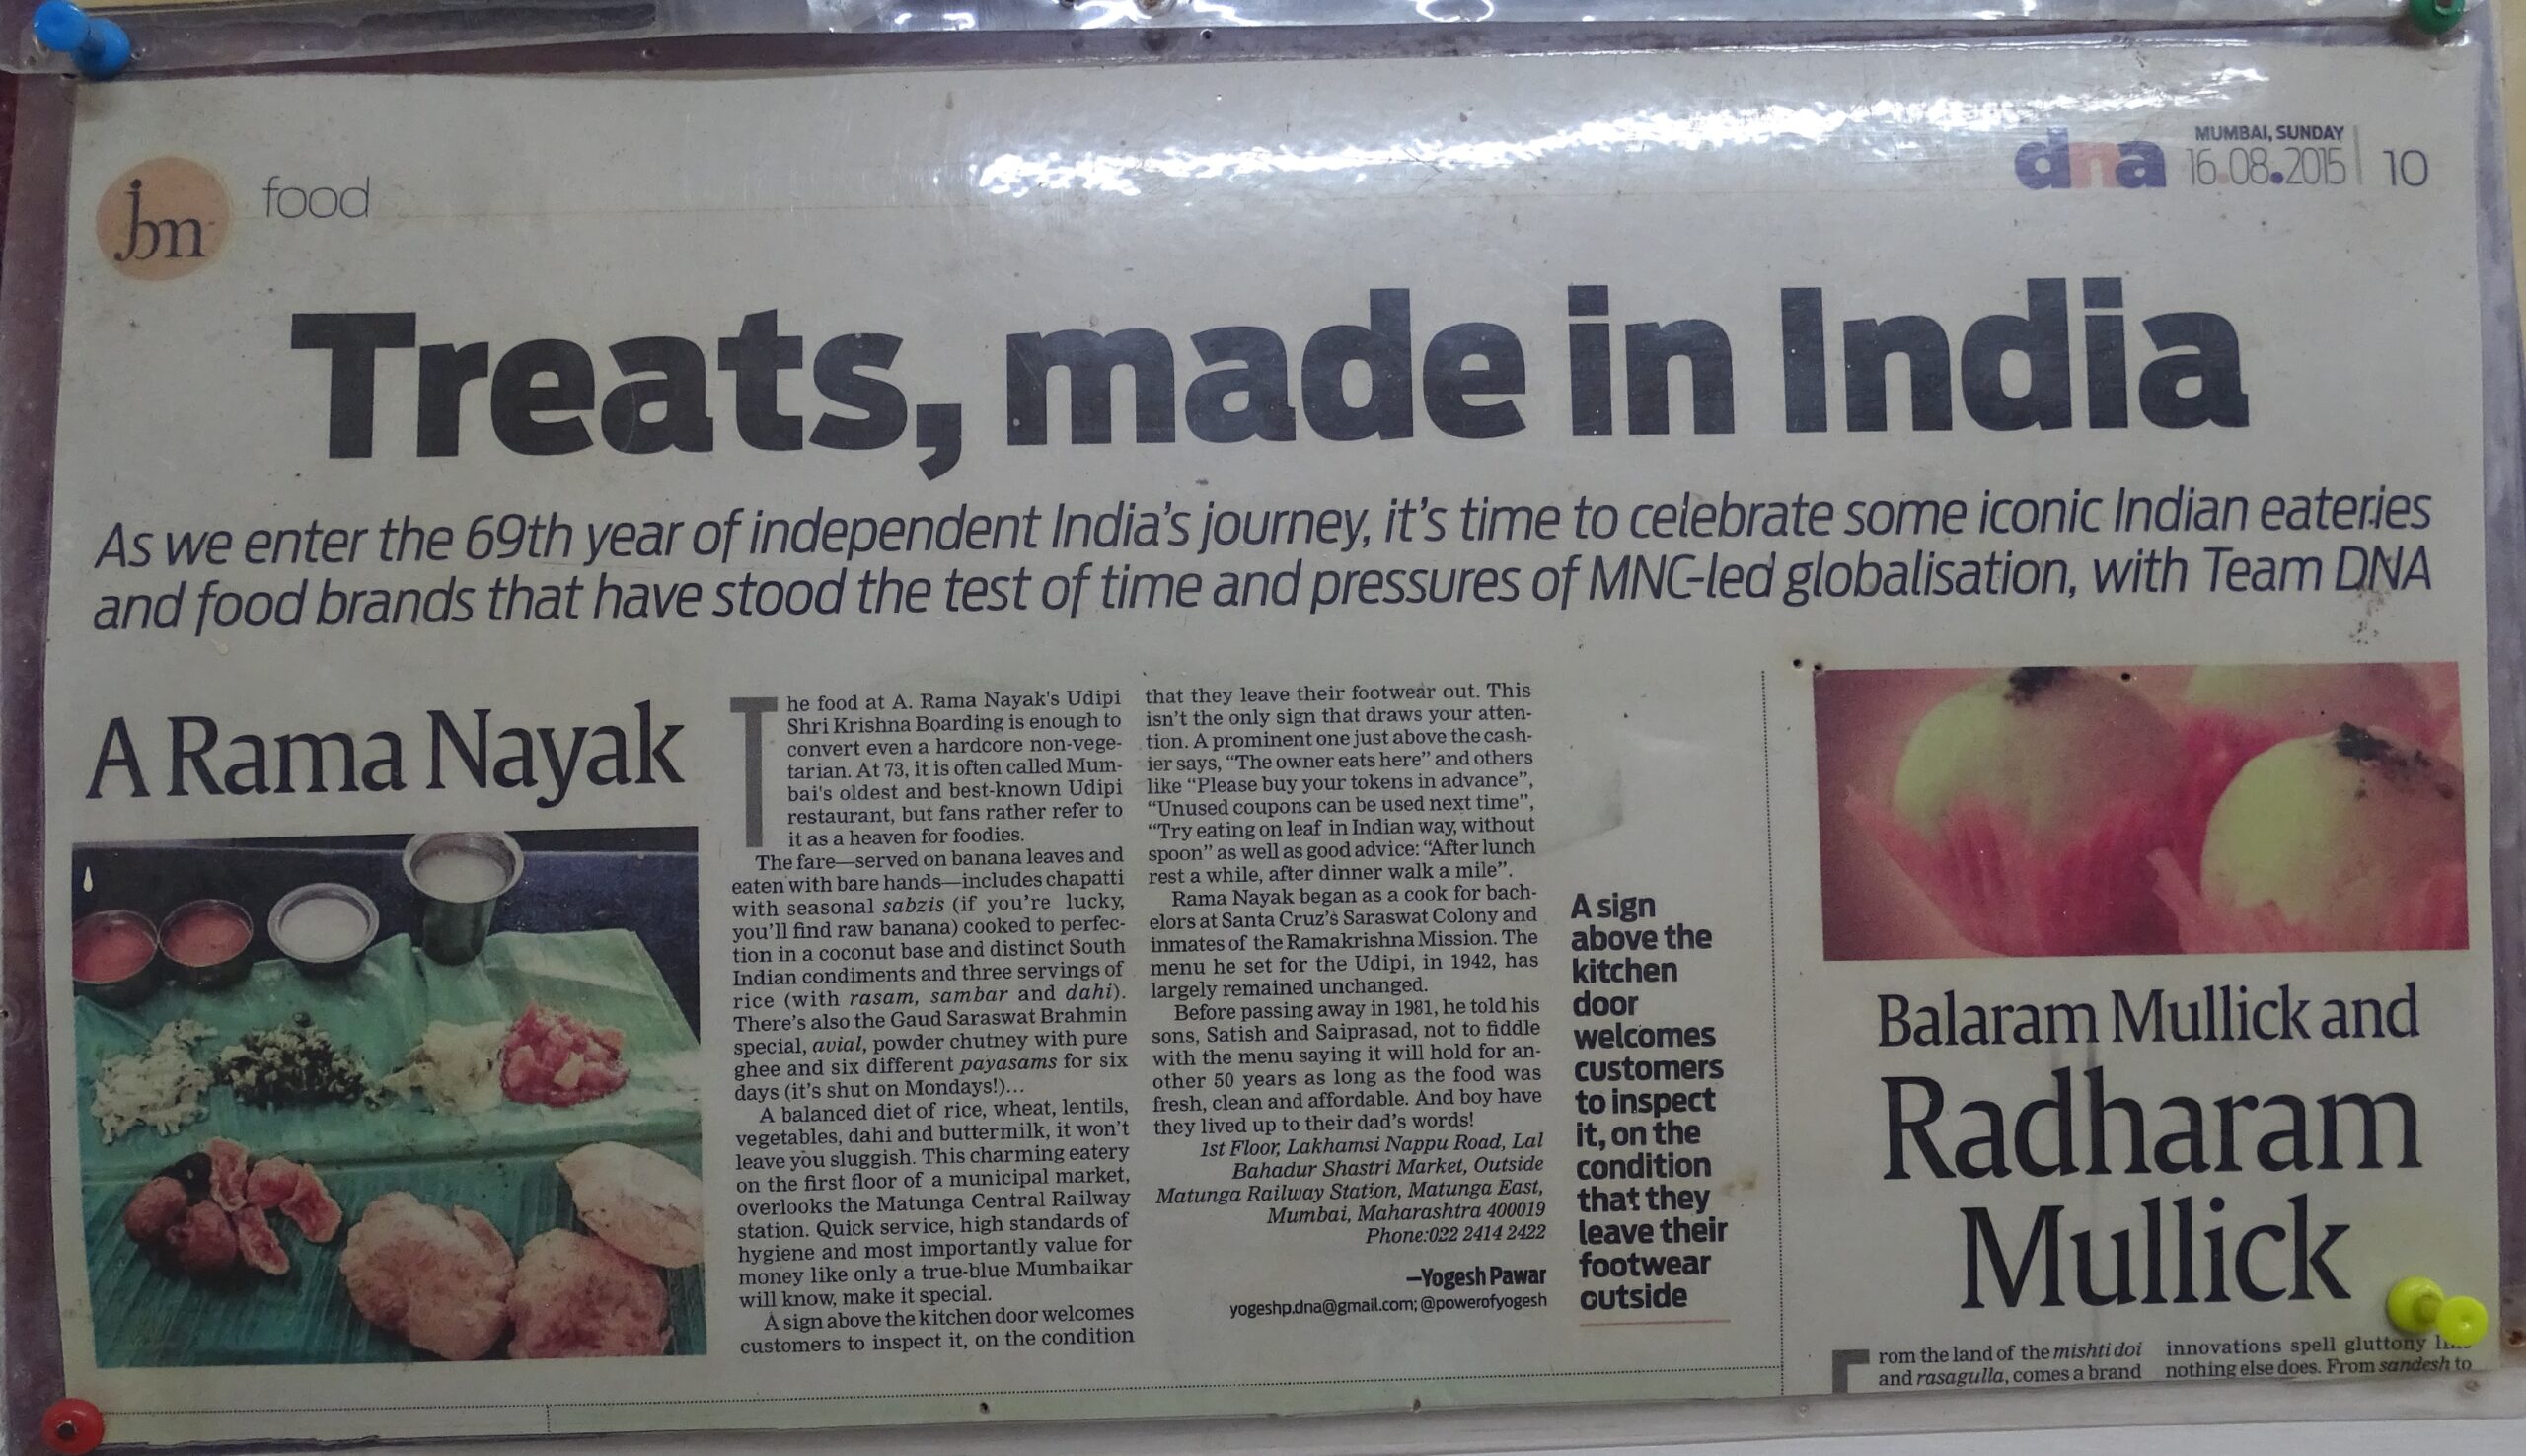 jbn
food
dna
MUMBAI, SUNDAY
16.08.2015
10
Treats, made in India
As we enter the 69th year of independent India's journey, it's time to celebrate some iconic Indian eateries
and food brands that have stood the test of time and pressures of MNC-led globalisation, with Team DNA
A Rama Nayak
The food at A. Rama Nayak's Udipi
Shri Krishna Boarding is enough to
convert even a hardcore non-vege-
tarian. At 73, it is often called Mum-
bai's oldest and best-known Udipi
restaurant, but fans rather refer to
it as a heaven for foodies.
The fare—served on banana leaves and
eaten with bare hands—includes chapatti
with seasonal sabzis (if you're lucky,
you'll find raw banana) cooked to perfec-
tion in a coconut base and distinct South
Indian condiments and three servings of
rice (with rasam, sambar and dahi).
There's also the Gaud Saraswat Brahmin
special, avial, powder chutney with pure
ghee and six different payasams for six
days (it's shut on Mondays!)...
A balanced diet of rice, wheat, lentils,
vegetables, dahi and buttermilk, it won't
leave you sluggish. This charming eatery
on the first floor of a municipal market,
overlooks the Matunga Central Railway
station. Quick service, high standards of
hygiene and most importantly value for
money like only a true-blue Mumbaikar
will know, make it special.
A sign above the kitchen door welcomes
customers to inspect it, on the condition
that they leave their footwear out. This
isn't the only sign that draws your atten-
tion. A prominent one just above the cash-
ier says, “The owner eats here” and others
like “Please buy your tokens in advance”,
“Unused coupons can be used next time”,
“Try eating on leaf in Indian way, without
spoon” as well as good advice: “After lunch
rest a while, after dinner walk a mile”.
Rama Nayak began as a cook for bach-
elors at Santa Cruz's Saraswat Colony and
inmates of the Ramakrishna Mission. The
menu he set for the Udipi, in 1942, has
largely remained unchanged.
Before passing away in 1981, he told his
sons, Satish and Saiprasad, not to fiddle
with the menu saying it will hold for an-
other 50 years as long as the food was
fresh, clean and affordable. And boy have
they lived up to their dad's words!
1st Floor, Lakhamsi Nappu Road, Lal
Bahadur Shastri Market, Outside
Matunga Railway Station, Matunga East,
Mumbai, Maharashtra 400019
Phone:022 2414 2422
—Yogesh Pawar
yogeshp.dna@gmail.com; @powerofyogesh
A sign
above the
kitchen
door
welcomes
customers
to inspect
it, on the
condition
that they
leave their
footwear
outside
Balaram Mullick and
Radharam
Mullick
From the land of the mishti doi
and rasagulla, comes a brand
innovations spell gluttony
nothing else does. From sandesh to